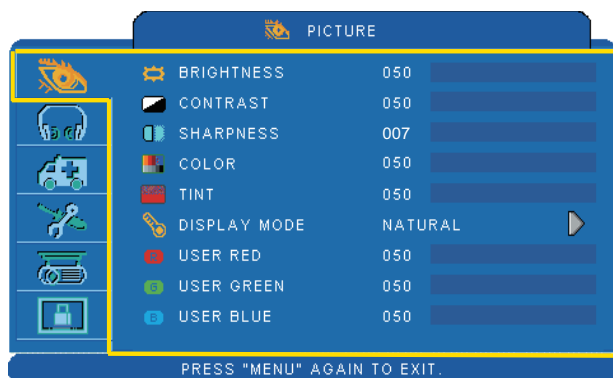 PICTURE
BRIGHTNESS 050
CONTRAST 050
SHARPNESS 007
COLOR 050
TINT 050
DISPLAY MODE NATURAL
USER RED 050
G USER GREEN 050
B USER BLUE 050
PRESS "MENU" AGAIN TO EXIT.